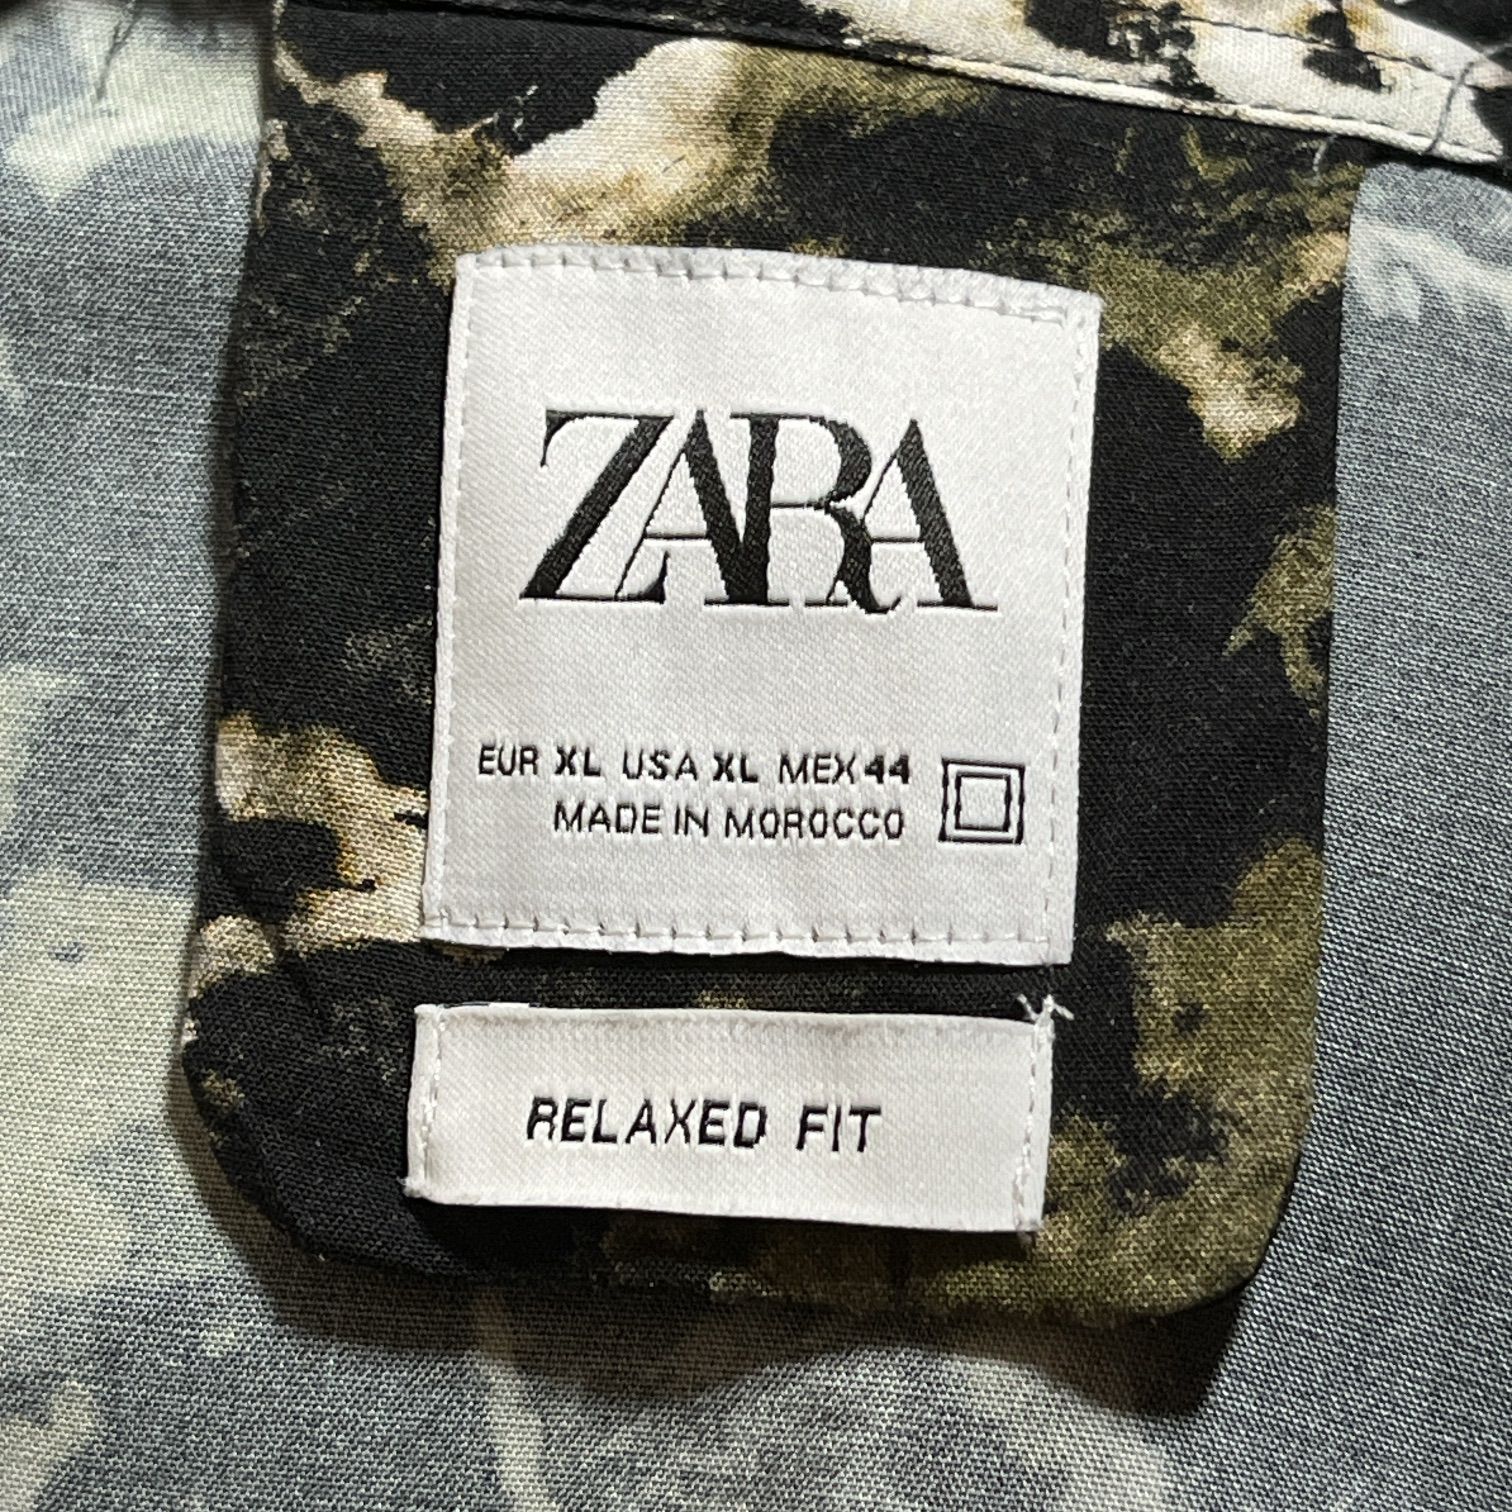 ZARA
EUR XL USA XL MEX 44
MADE IN MOROCCO
RELAXED FIT